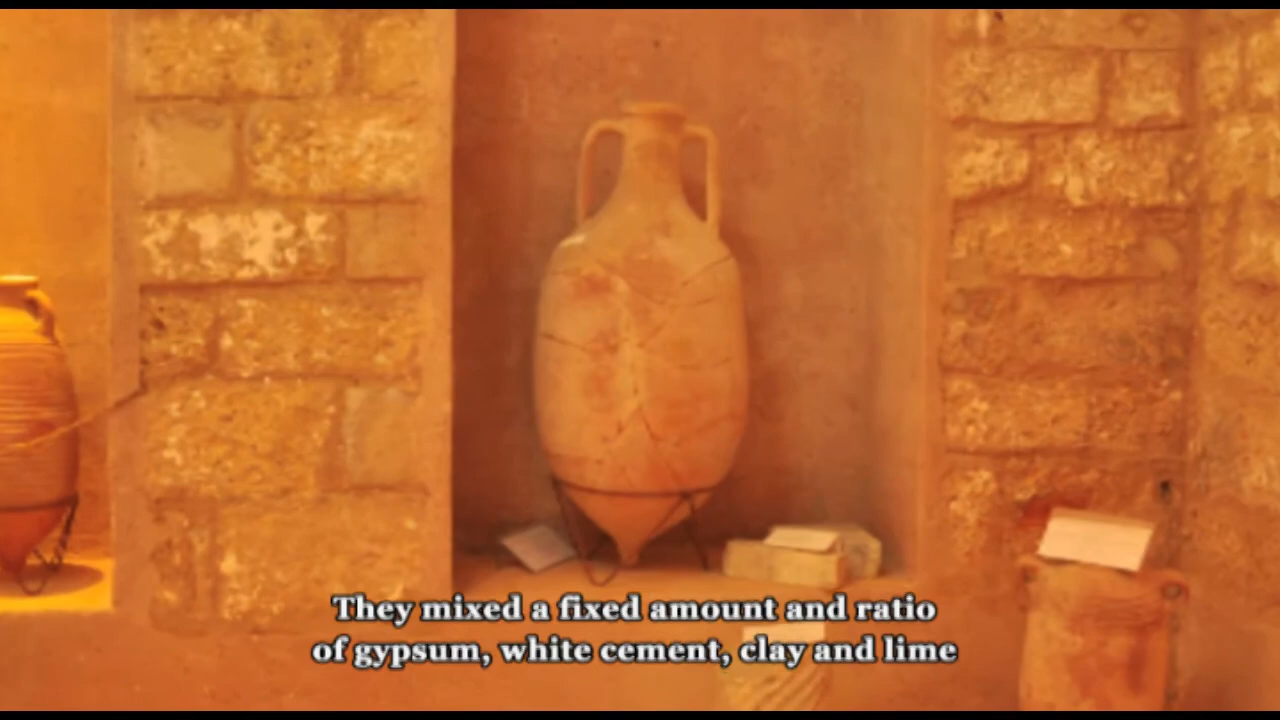 They mixed a fixed amount and ratio
of gypsum, white cement, clay and lime